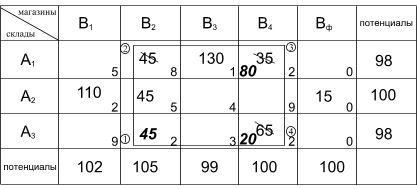 магазины
склады
B₁ B₂ B₃ B₄ Bф потенциалы
② ③
A₁ 5 45 8 130 1 35 80 2 0 98
A₂ 110 2 45 5 4 9 15 0 100
A₃ 9 ① 45 2 3 65 20 2 ④ 0 98
потенциалы 102 105 99 100 100